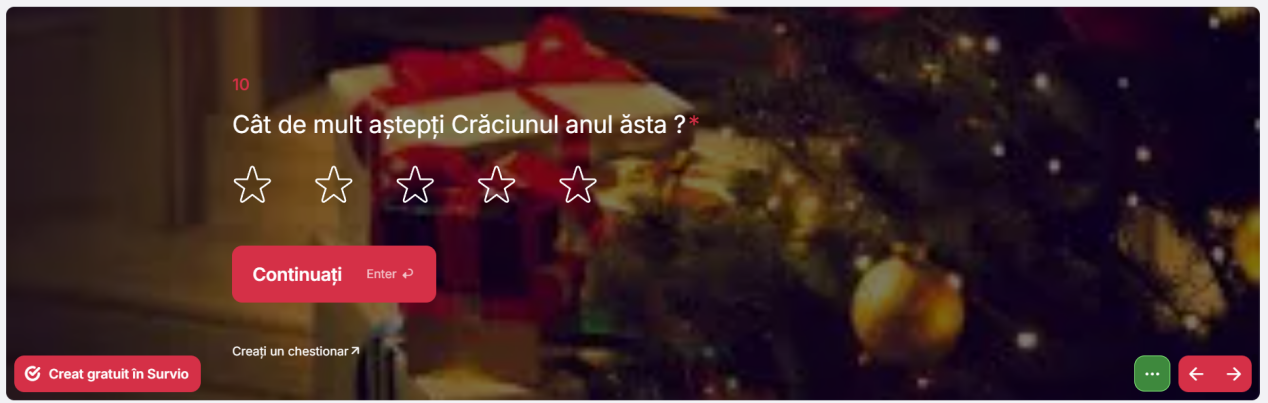 10
Cât de mult aștepți Crăciunul anul ăsta ?*
Continuați Enter
Creați un chestionar
Creat gratuit în Survio